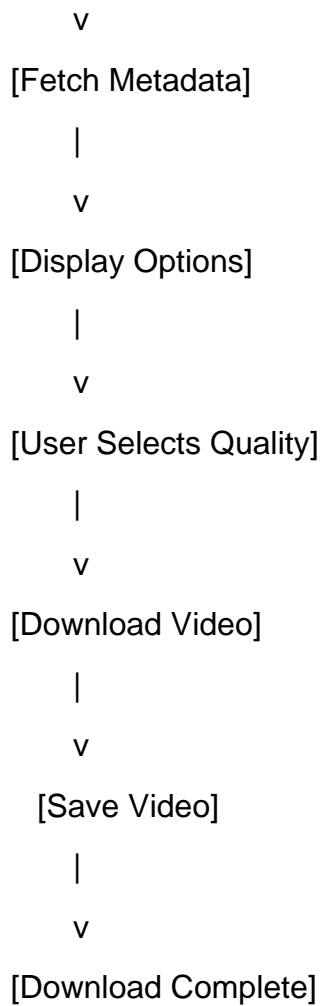 v
[Fetch Metadata]
|
v
[Display Options]
|
v
[User Selects Quality]
|
v
[Download Video]
|
v
[Save Video]
|
v
[Download Complete]